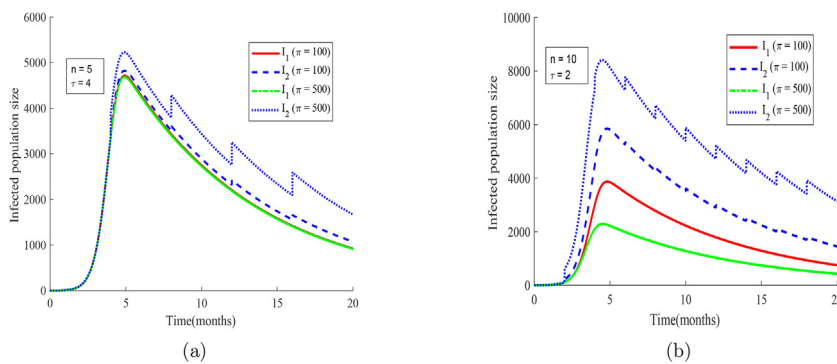 6000
5000
4000
3000
2000
1000
0
Infected population size
n = 5
τ = 4
I1 (π = 100)
I2 (π = 100)
I1 (π = 500)
I2 (π = 500)
0 5 10 15 20
Time(months)
(a)
10000
8000
6000
4000
2000
0
Infected population size
n = 10
τ = 2
I1 (π = 100)
I2 (π = 100)
I1 (π = 500)
I2 (π = 500)
0 5 10 15 20
Time(months)
(b)